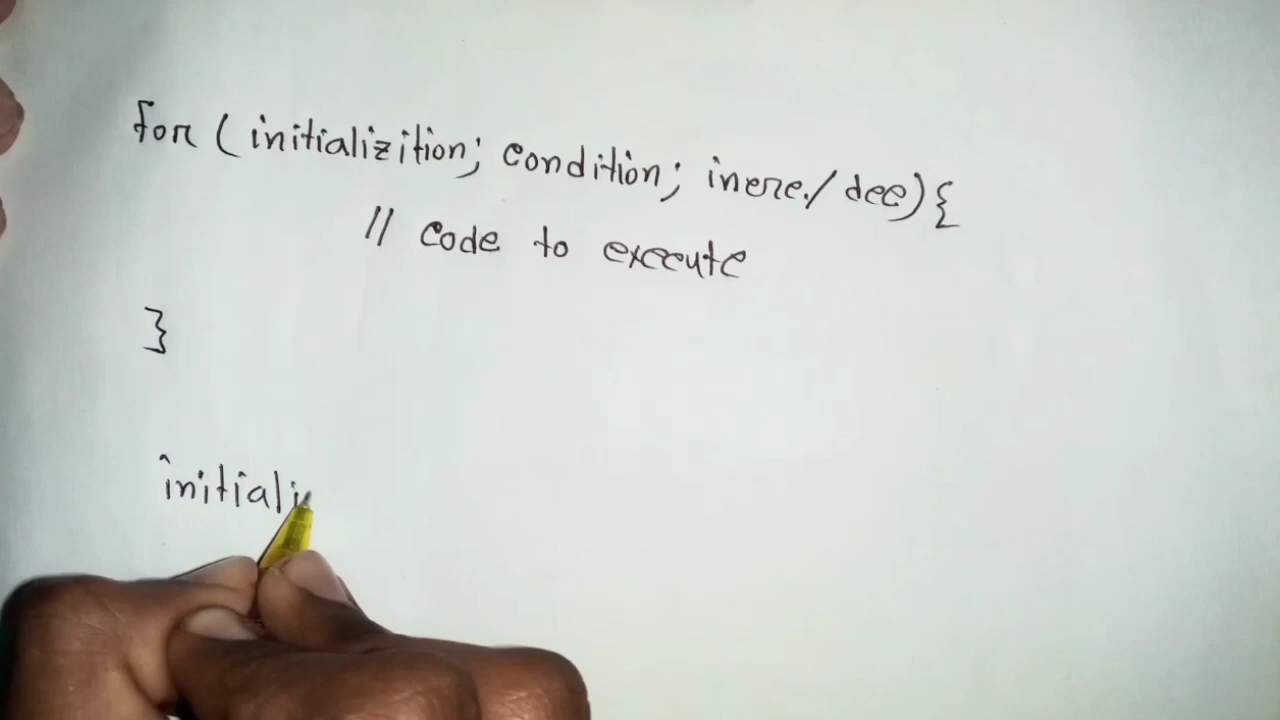 for (initializition; condition; incre./ dec){
// code to execute
}
initiali